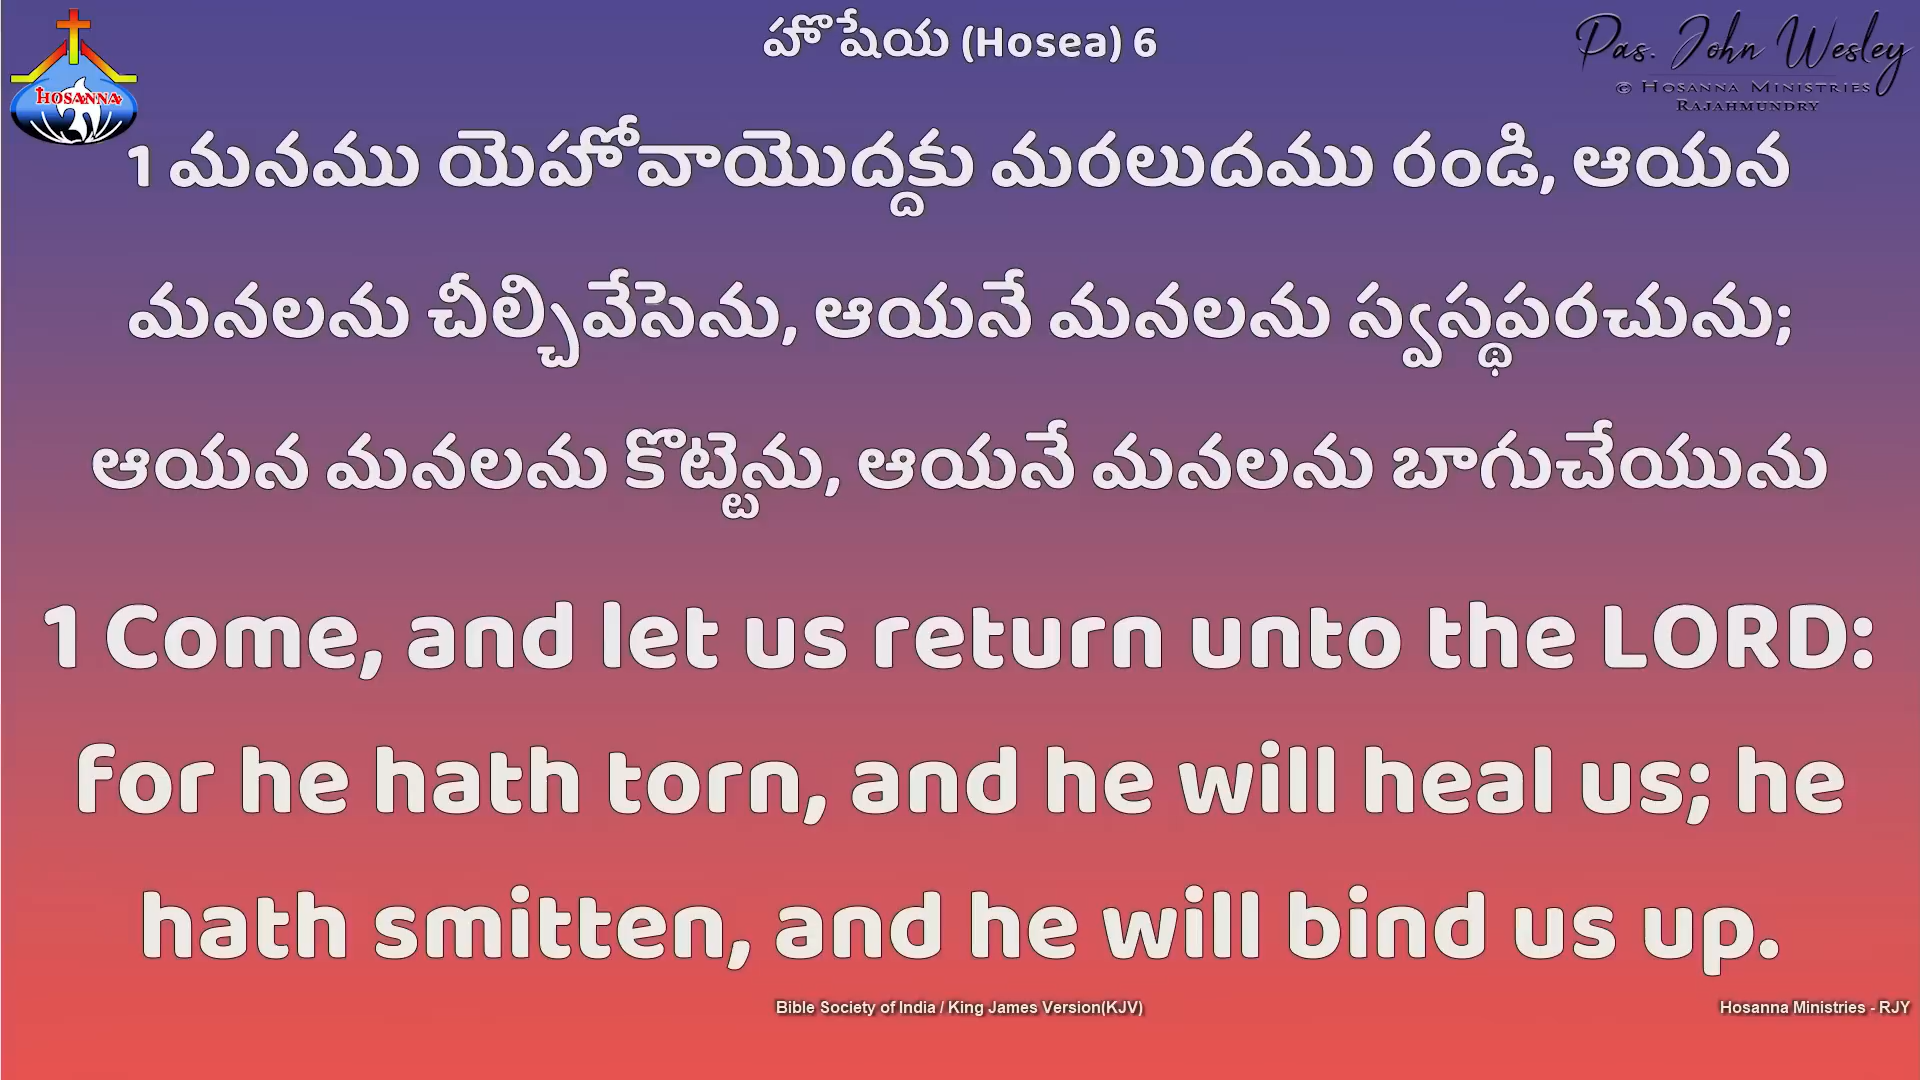 హోషేయ (Hosea) 6
HOSANNA
Pas. John Wesley
© HOSANNA MINISTRIES
RAJAHMUNDRY
1 మనము యెహోవాయొద్దకు మరలుదము రండి, ఆయన
మనలను చీల్చివేసెను, ఆయనే మనలను స్వస్థపరచును;
ఆయన మనలను కొట్టెను, ఆయనే మనలను బాగుచేయును
1 Come, and let us return unto the LORD:
for he hath torn, and he will heal us; he
hath smitten, and he will bind us up.
Bible Society of India / King James Version(KJV)
Hosanna Ministries - RJY